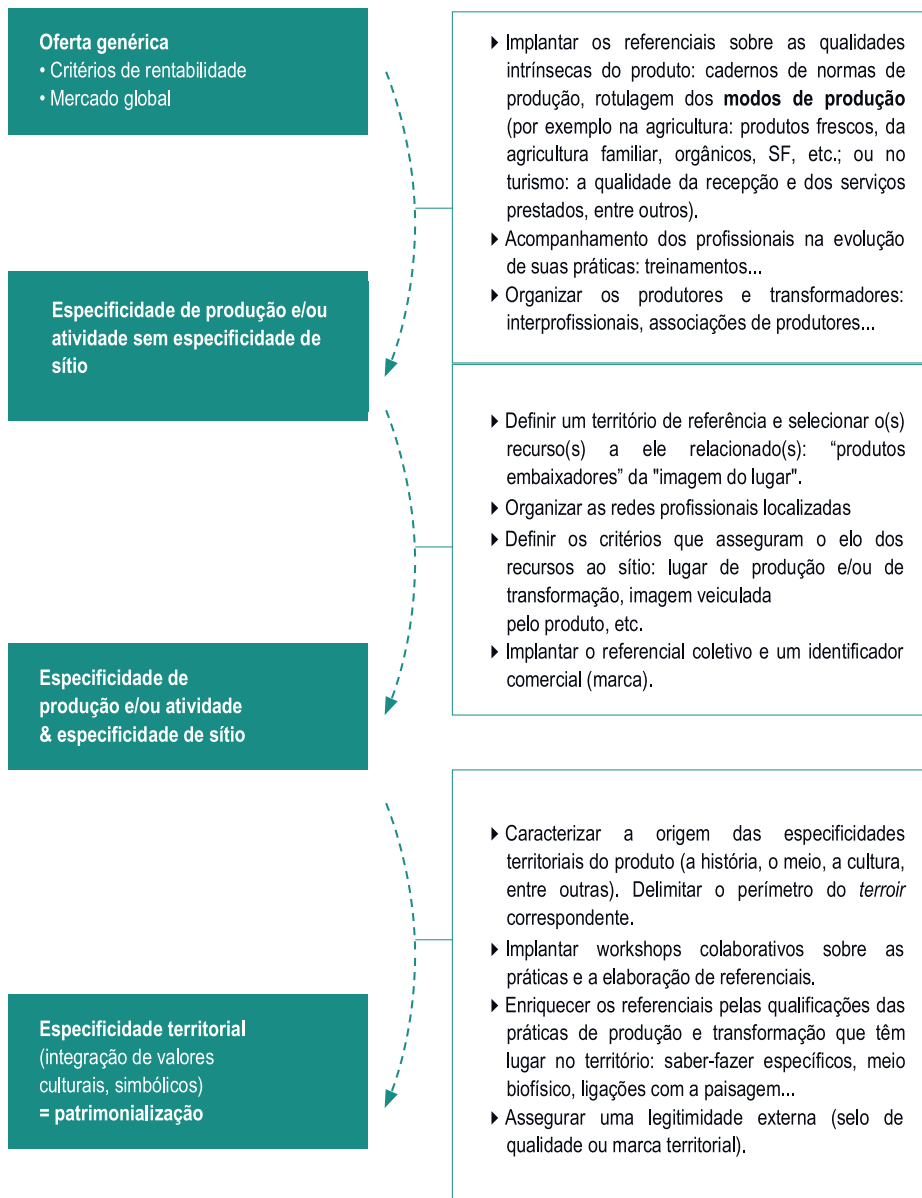 Oferta genérica
• Critérios de rentabilidade
• Mercado global
Implantar os referenciais sobre as qualidades
intrínsecas do produto: cadernos de normas de
produção, rotulagem dos modos de produção
(por exemplo na agricultura: produtos frescos, da
agricultura familiar, orgânicos, SF, etc.; ou no
turismo: a qualidade da recepção e dos serviços
prestados, entre outros).
Acompanhamento dos profissionais na evolução
de suas práticas: treinamentos...
Organizar os produtores e transformadores:
interprofissionais, associações de produtores...
Especificidade de produção e/ou
atividade sem especificidade de
sítio
Definir um território de referência e selecionar o(s)
recurso(s) a ele relacionado(s): “produtos
embaixadores” da "imagem do lugar".
Organizar as redes profissionais localizadas
Definir os critérios que asseguram o elo dos
recursos ao sítio: lugar de produção e/ou de
transformação, imagem veiculada
pelo produto, etc.
Implantar o referencial coletivo e um identificador
comercial (marca).
Especificidade de
produção e/ou atividade
& especificidade de sítio
Caracterizar a origem das especificidades
territoriais do produto (a história, o meio, a cultura,
entre outras). Delimitar o perímetro do terroir
correspondente.
Implantar workshops colaborativos sobre as
práticas e a elaboração de referenciais.
Enriquecer os referenciais pelas qualificações das
práticas de produção e transformação que têm
lugar no território: saber-fazer específicos, meio
biofísico, ligações com a paisagem...
Assegurar uma legitimidade externa (selo de
qualidade ou marca territorial).
Especificidade territorial
(integração de valores
culturais, simbólicos)
= patrimonialização